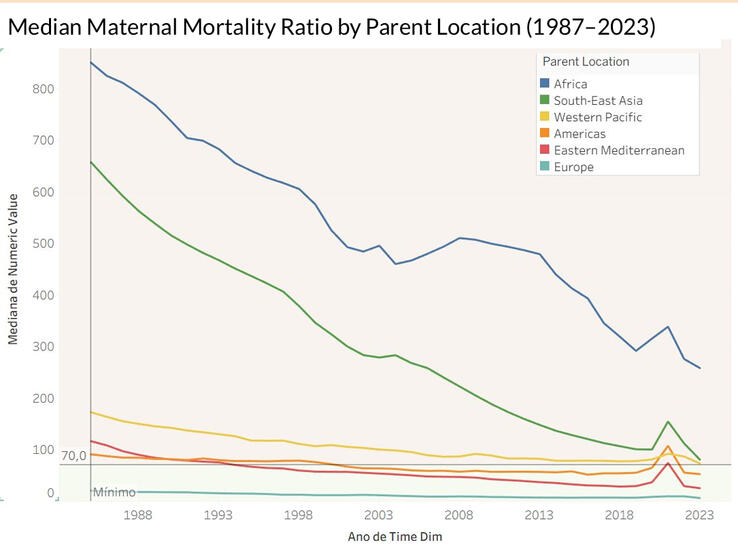 Median Maternal Mortality Ratio by Parent Location (1987–2023)
Parent Location
Africa
South-East Asia
Western Pacific
Americas
Eastern Mediterranean
Europe
Mediana de Numeric Value
800
700
600
500
400
300
200
100
70,0
0
Mínimo
1988
1993
1998
2003
2008
2013
2018
2023
Ano de Time Dim